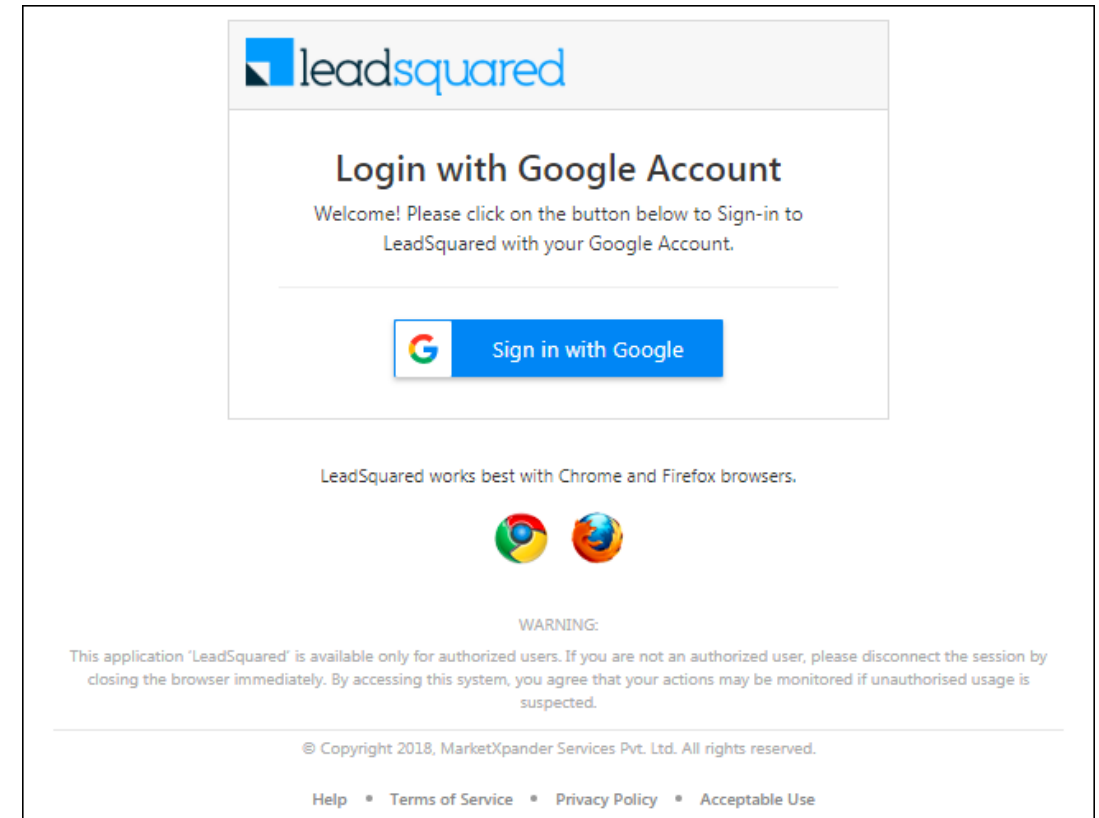 leadsquared
Login with Google Account
Welcome! Please click on the button below to Sign-in to
LeadSquared with your Google Account.
Sign in with Google
LeadSquared works best with Chrome and Firefox browsers.
WARNING:
This application 'LeadSquared' is available only for authorized users. If you are not an authorized user, please disconnect the session by
closing the browser immediately. By accessing this system, you agree that your actions may be monitored if unauthorised usage is
suspected.
© Copyright 2018, MarketXpander Services Pvt. Ltd. All rights reserved.
Help • Terms of Service • Privacy Policy • Acceptable Use